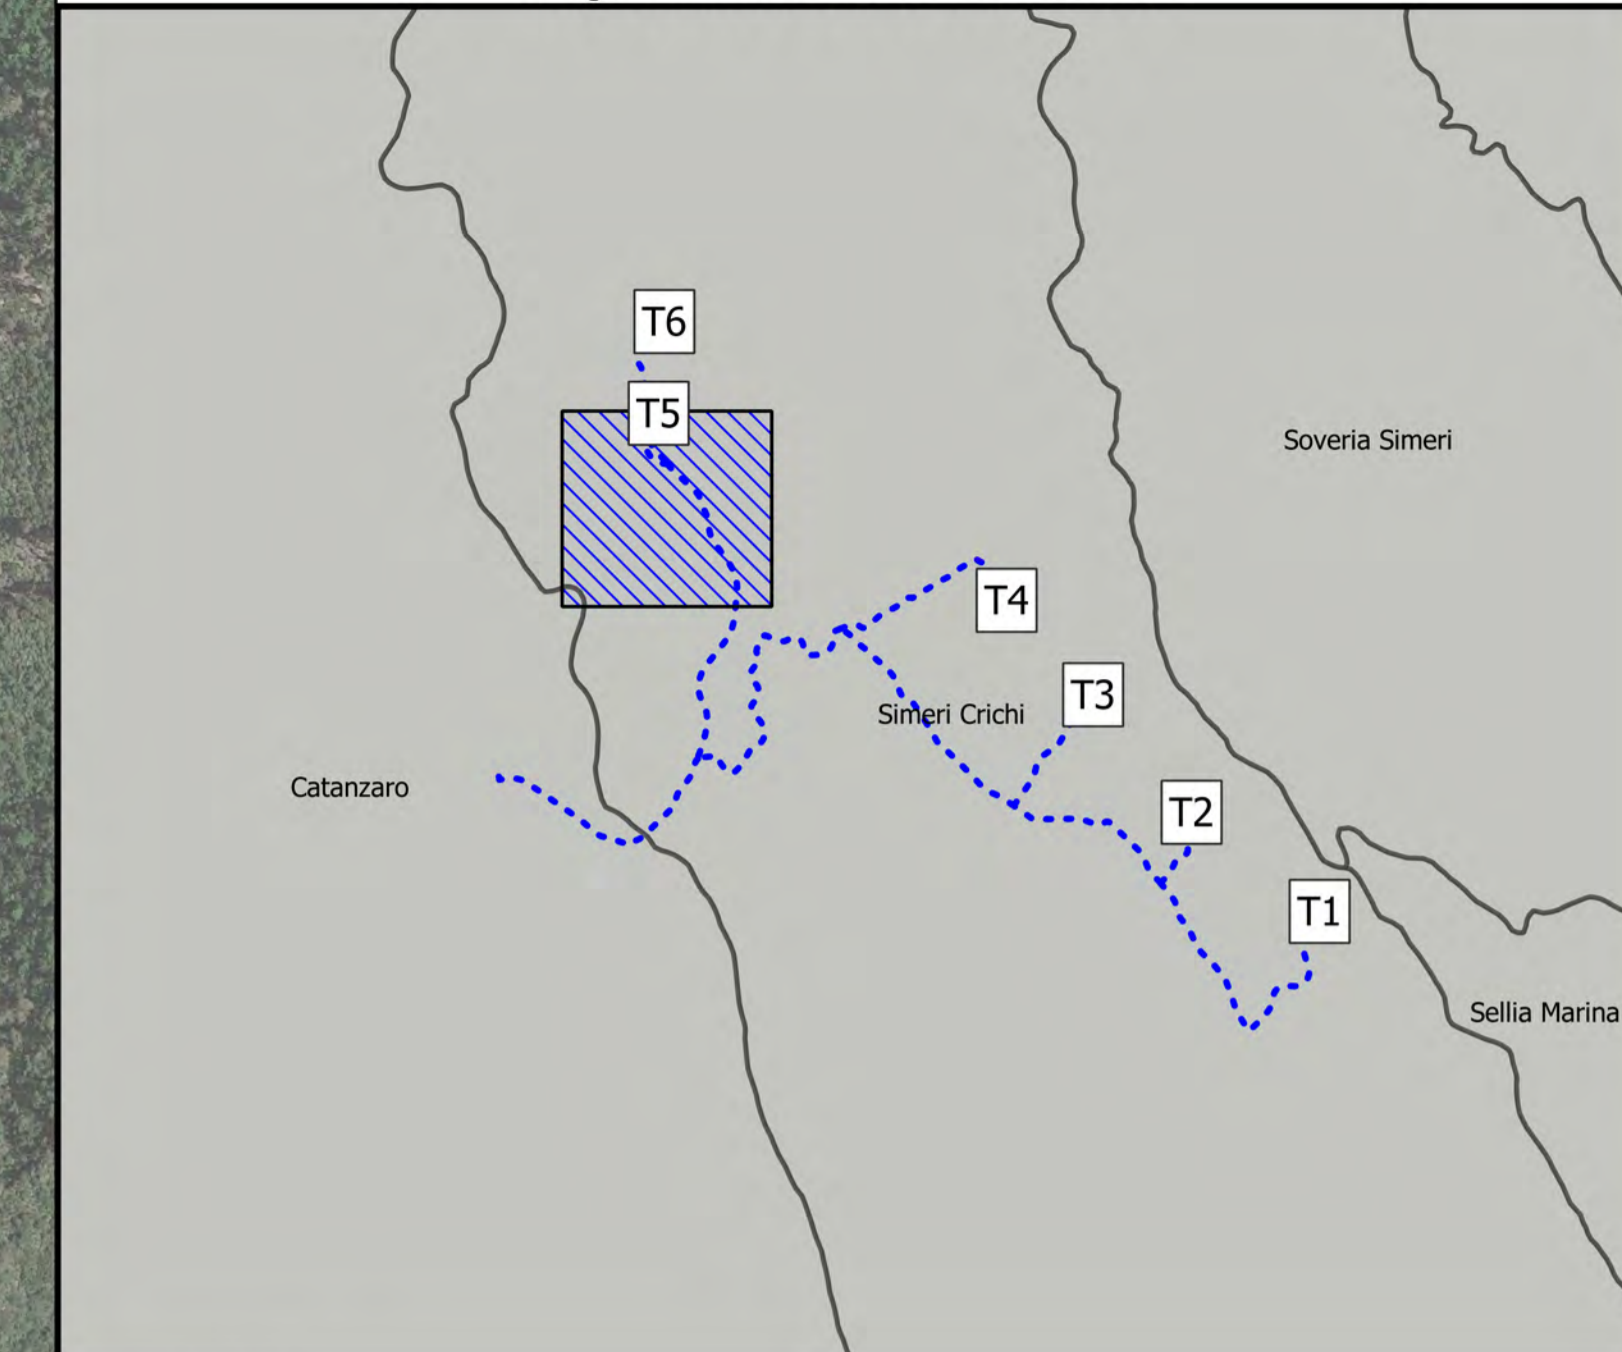 T6
T5
Soveria Simeri
T4
T3
Simeri Crichi
Catanzaro
T2
T1
Sellia Marina